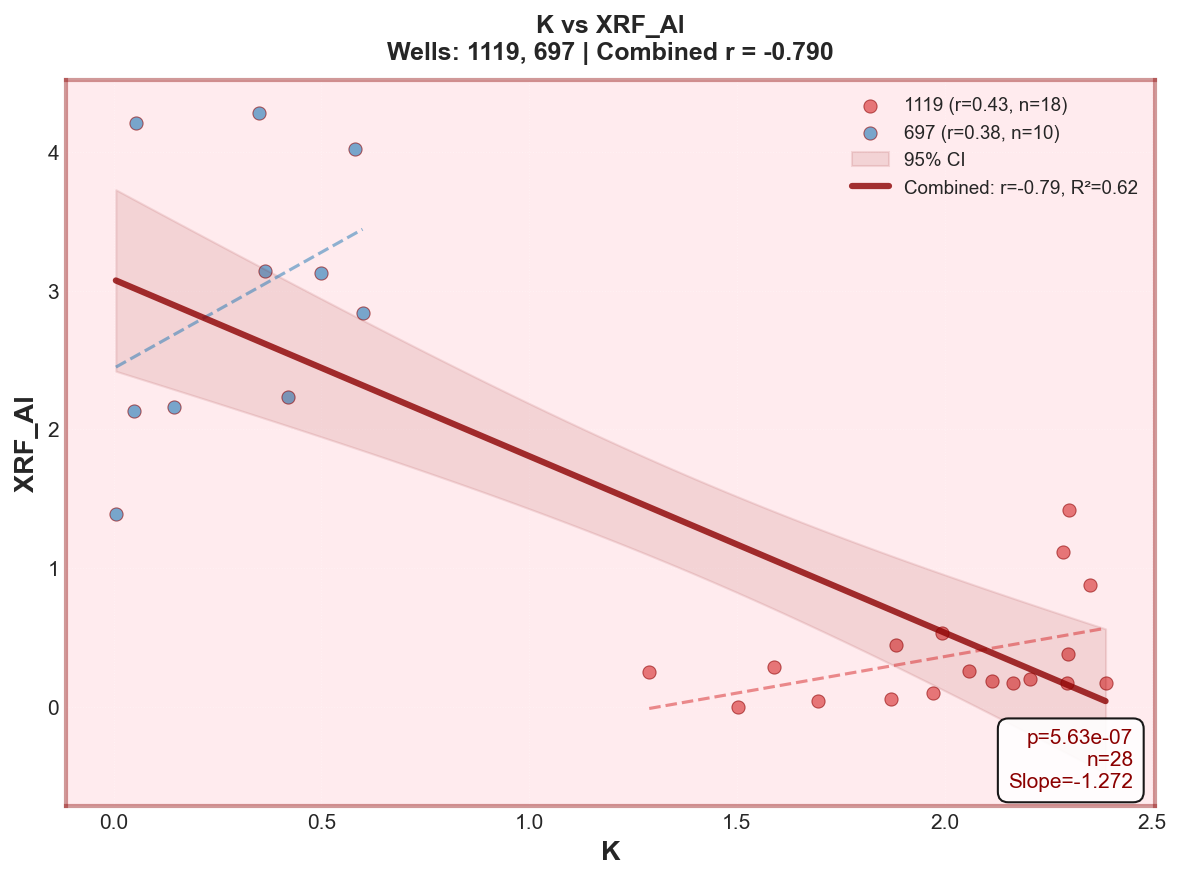 K vs XRF_Al
Wells: 1119, 697 | Combined r = -0.790
1119 (r=0.43, n=18)
697 (r=0.38, n=10)
95% CI
Combined: r=-0.79, R²=0.62
XRF_Al
4
3
2
1
0
p=5.63e-07
n=28
Slope=-1.272
0.0 0.5 1.0 1.5 2.0 2.5
K